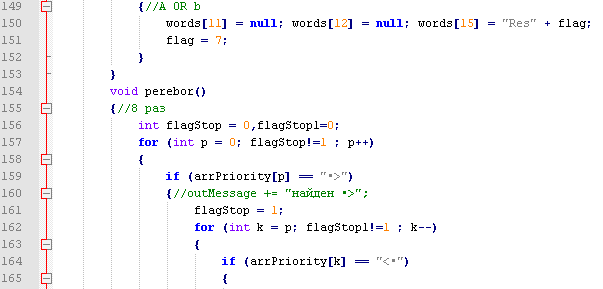 149 {//A OR b
150 words[11] = null; words[12] = null; words[15] = "Res" + flag;
151 flag = 7;
152 }
153 }
154 void perebor()
155 {//8 раз
156 int flagStop = 0,flagStop1=0;
157 for (int p = 0; flagStop!=1 ; p++)
158 {
159 if (arrPriority[p] == "•>")
160 {//outMessage += "найден •>";
161 flagStop = 1;
162 for (int k = p; flagStop1!=1 ; k--)
163 {
164 if (arrPriority[k] == "<•")
165 {